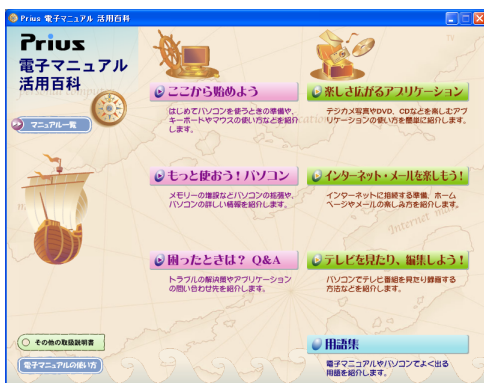 Prius 電子マニュアル 活用百科
Prius
電子マニュアル
活用百科
マニュアル一覧
ここから始めよう
はじめてパソコンを使うときの準備や、
キーボードやマウスの使い方などを紹介
します。
楽しさ広がるアプリケーション
デジカメ写真やDVD、CDなどを楽しむアプ
リケーションの使い方を簡単に紹介します。
もっと使おう！パソコン
メモリーの増設などパソコンの拡張や、
パソコンの詳しい情報を紹介します。
インターネット・メールを楽しもう！
インターネットに接続する準備、ホーム
ページやメールの楽しみ方を紹介します。
困ったときは？ Q&A
トラブルの解決策やアプリケーション
の問い合わせ先を紹介します。
テレビを見たり、編集しよう！
パソコンでテレビ番組を見たり録画する
方法などを紹介します。
その他の取扱説明書
電子マニュアルの使い方
用語集
電子マニュアルやパソコンでよく出る
用語を紹介します。